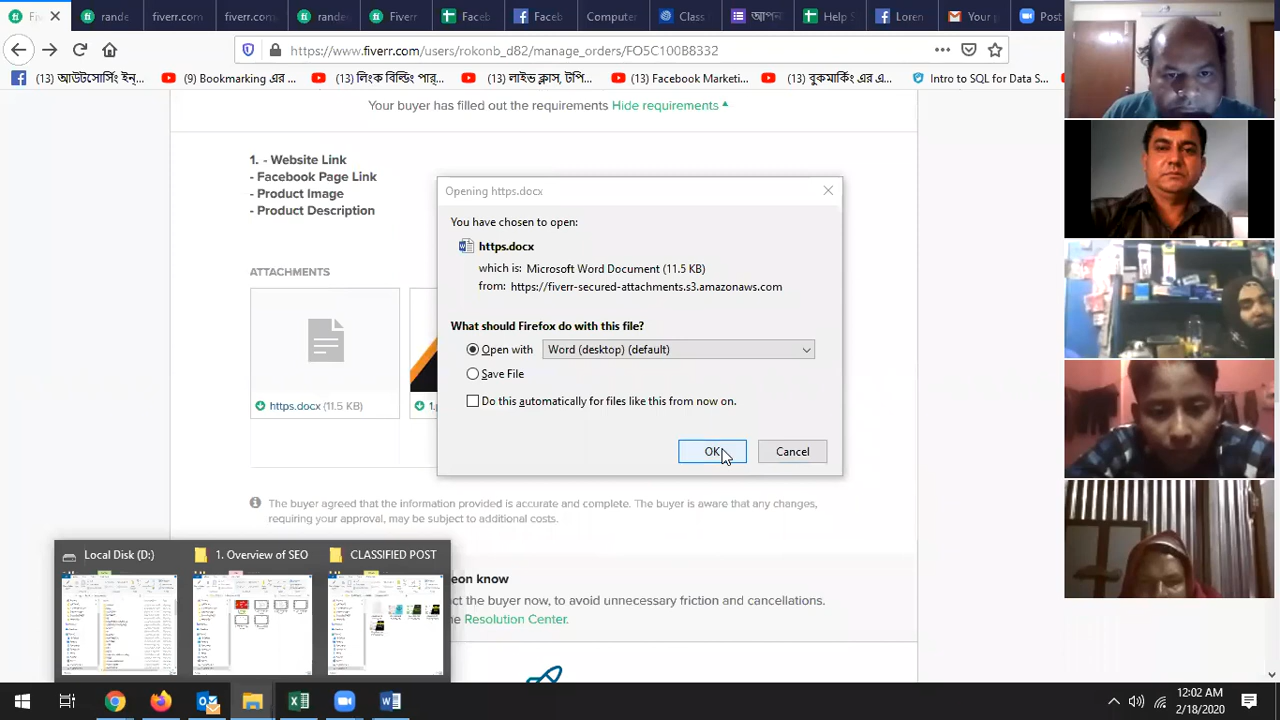 Fi
rande
fiverr.com
fiverr.com
rande
Fiverr
Faceb
Faceb
Computer
Class
আপন
Help S
Loren
Your p
Post
https://www.fiverr.com/users/rokonb_d82/manage_orders/FO5C100B8332
(13) আউটসোর্সিং ইন্...
(9) Bookmarking এর ...
(13) লিংক বিল্ডিং পার্...
(13) লাইভ ক্লাস, টপি...
(13) Facebook Marketi...
(13) বুকমার্কিং এর এ...
Intro to SQL for Data S...
Your buyer has filled out the requirements Hide requirements
1. - Website Link
- Facebook Page Link
- Product Image
- Product Description
ATTACHMENTS
https.docx (11.5 KB)
1.p
Opening https.docx
You have chosen to open:
https.docx
which is: Microsoft Word Document (11.5 KB)
from: https://fiverr-secured-attachments.s3.amazonaws.com
What should Firefox do with this file?
Open with
Word (desktop) (default)
Save File
Do this automatically for files like this from now on.
OK
Cancel
The buyer agreed that the information provided is accurate and complete. The buyer is aware that any changes,
requiring your approval, may be subject to additional costs.
eon know
ct the buyer now, to avoid unnecessary friction and cancellations.
he Resolution Center.
Local Disk (D:)
1. Overview of SEO
CLASSIFIED POST
12:02 AM
2/18/2020